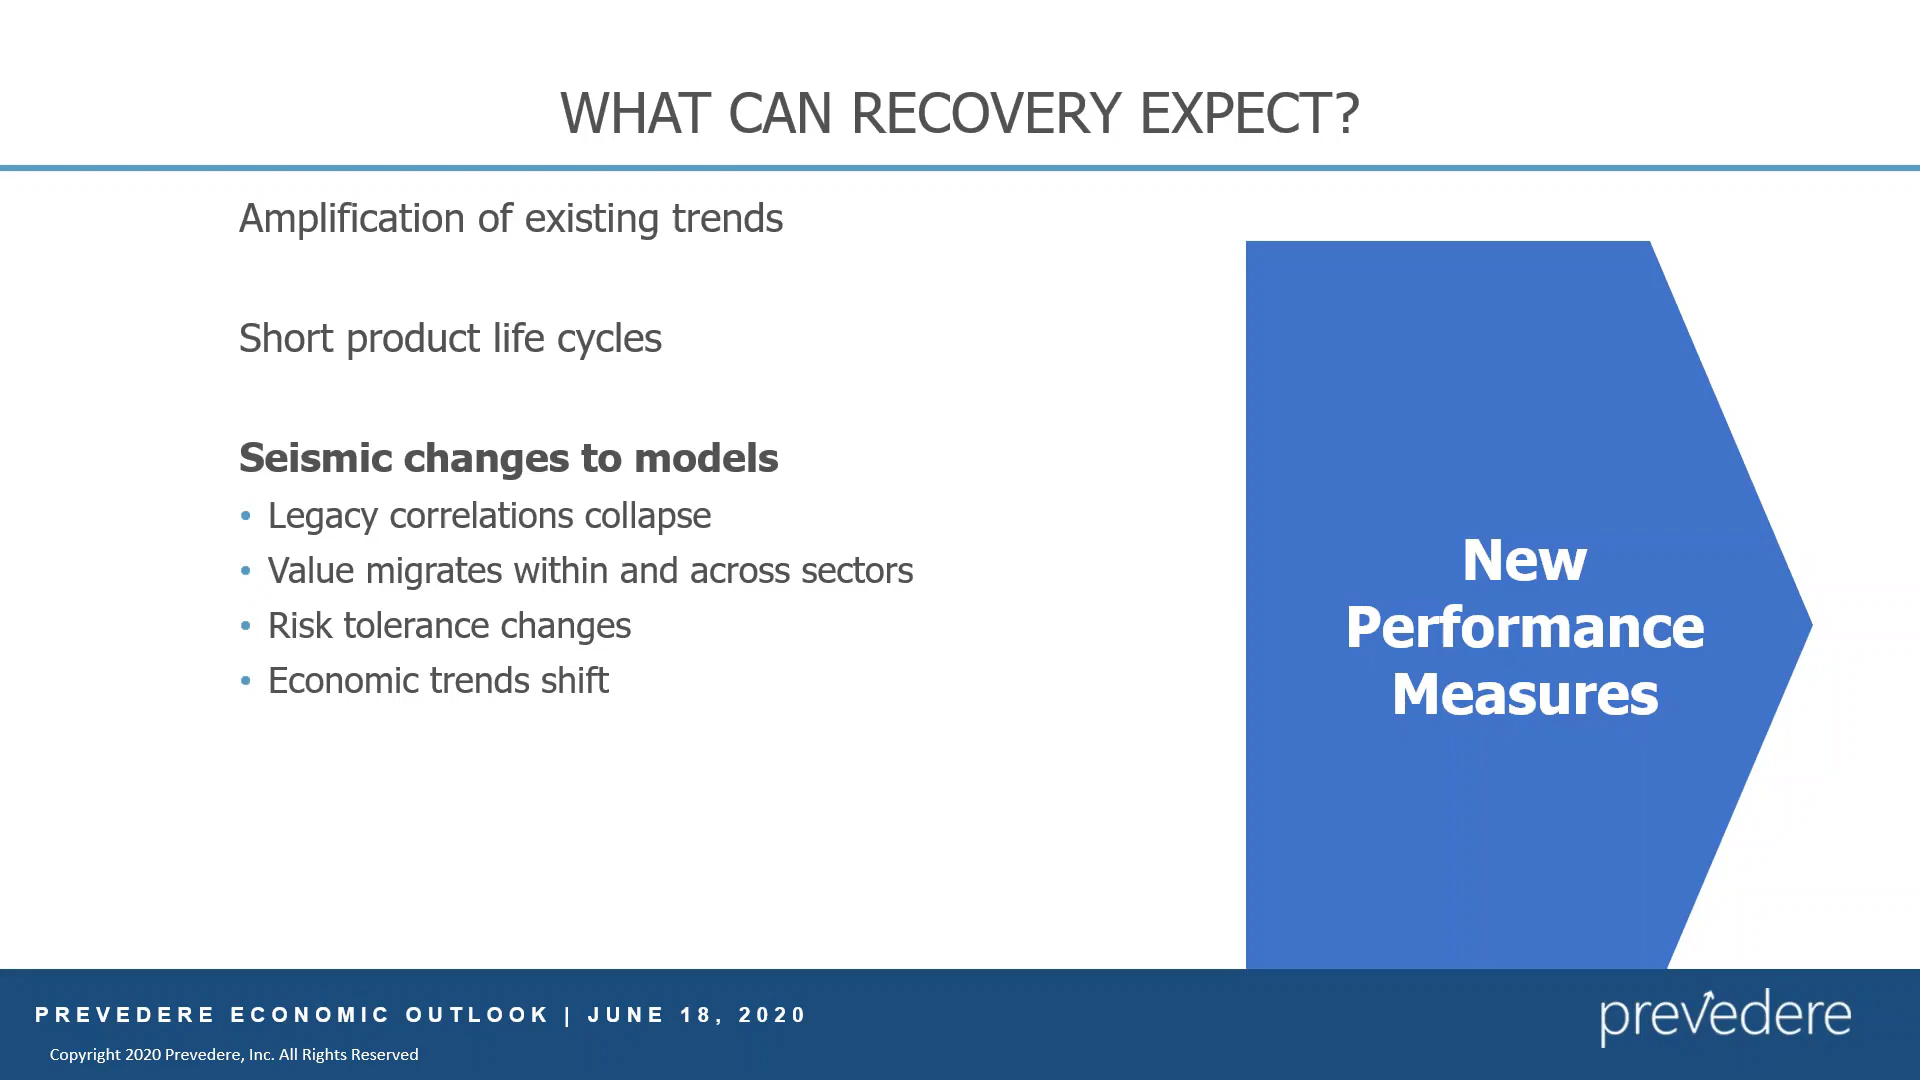 WHAT CAN RECOVERY EXPECT?
Amplification of existing trends
Short product life cycles
Seismic changes to models
• Legacy correlations collapse
• Value migrates within and across sectors
• Risk tolerance changes
• Economic trends shift
New
Performance
Measures
PREVEDERE ECONOMIC OUTLOOK | JUNE 18, 2020
Copyright 2020 Prevedere, Inc. All Rights Reserved
prevedere